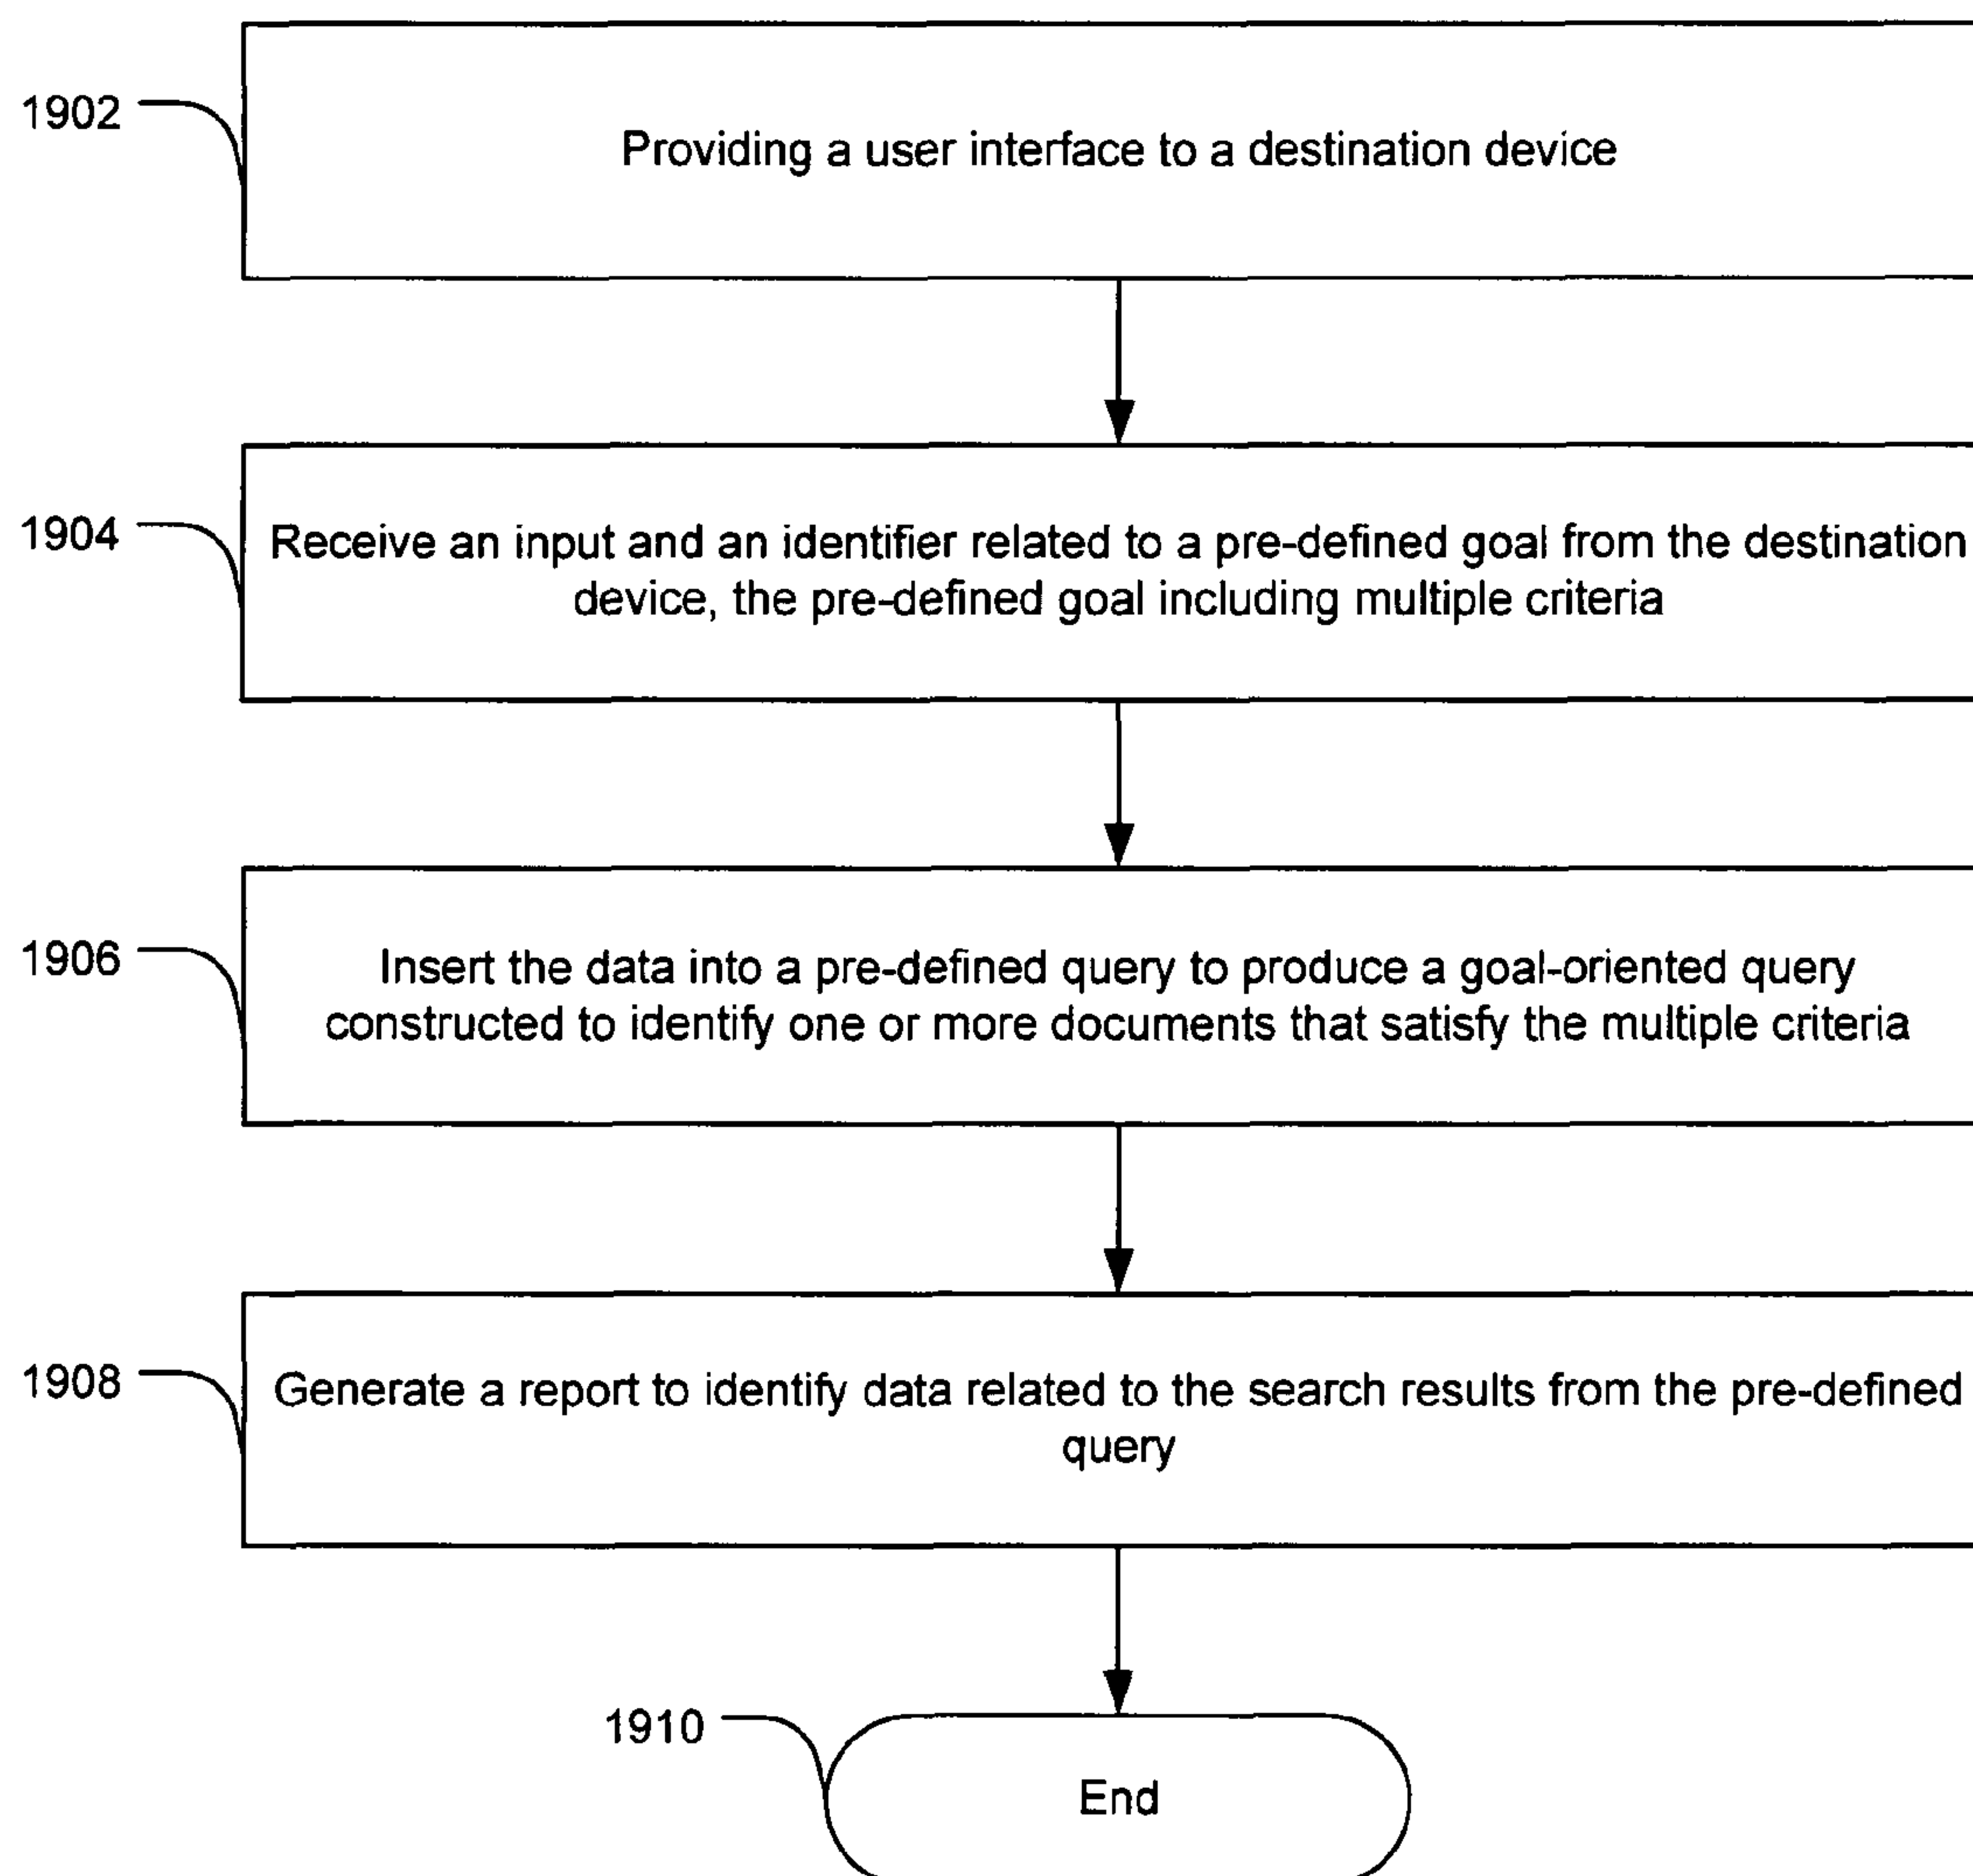 1902
Providing a user interface to a destination device
1904
Receive an input and an identifier related to a pre-defined goal from the destination
device, the pre-defined goal including multiple criteria
1906
Insert the data into a pre-defined query to produce a goal-oriented query
constructed to identify one or more documents that satisfy the multiple criteria
1908
Generate a report to identify data related to the search results from the pre-defined
query
1910
End